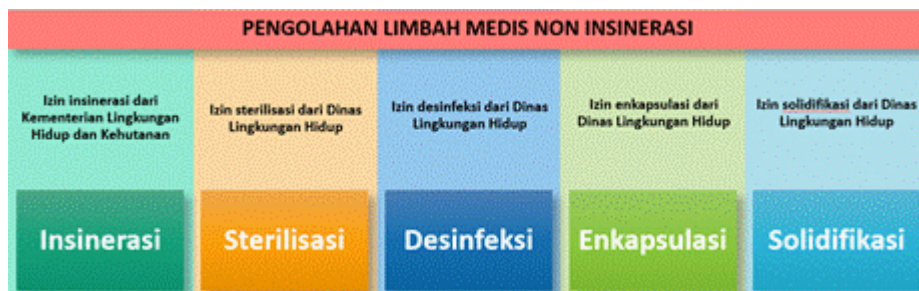 PENGOLAHAN LIMBAH MEDIS NON INSINERASI
Izin insinerasi dari
Kementerian Lingkungan
Hidup dan Kehutanan
Izin sterilisasi dari Dinas
Lingkungan Hidup
Izin desinfeksi dari Dinas
Lingkungan Hidup
Izin enkapsulasi dari
Dinas Lingkungan Hidup
Izin solidifikasi dari Dinas
Lingkungan Hidup
Insinerasi
Sterilisasi
Desinfeksi
Enkapsulasi
Solidifikasi